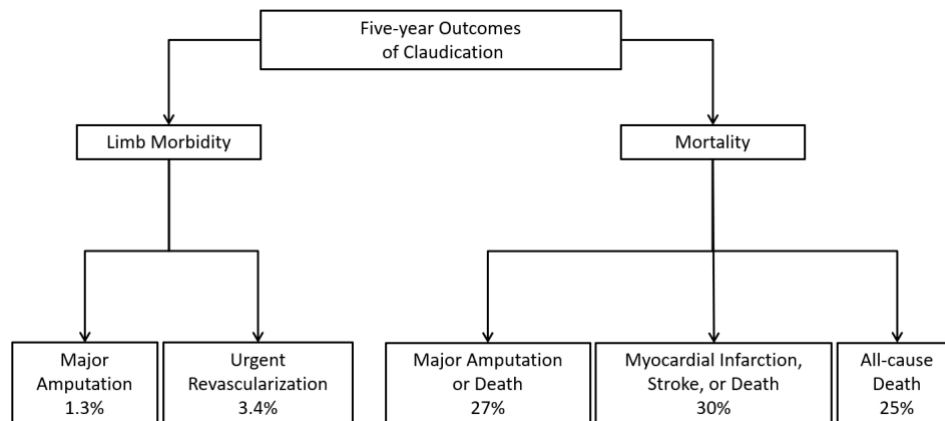 Five-year Outcomes
of Claudication
Limb Morbidity
Mortality
Major
Amputation
1.3%
Urgent
Revascularization
3.4%
Major Amputation
or Death
27%
Myocardial Infarction,
Stroke, or Death
30%
All-cause
Death
25%